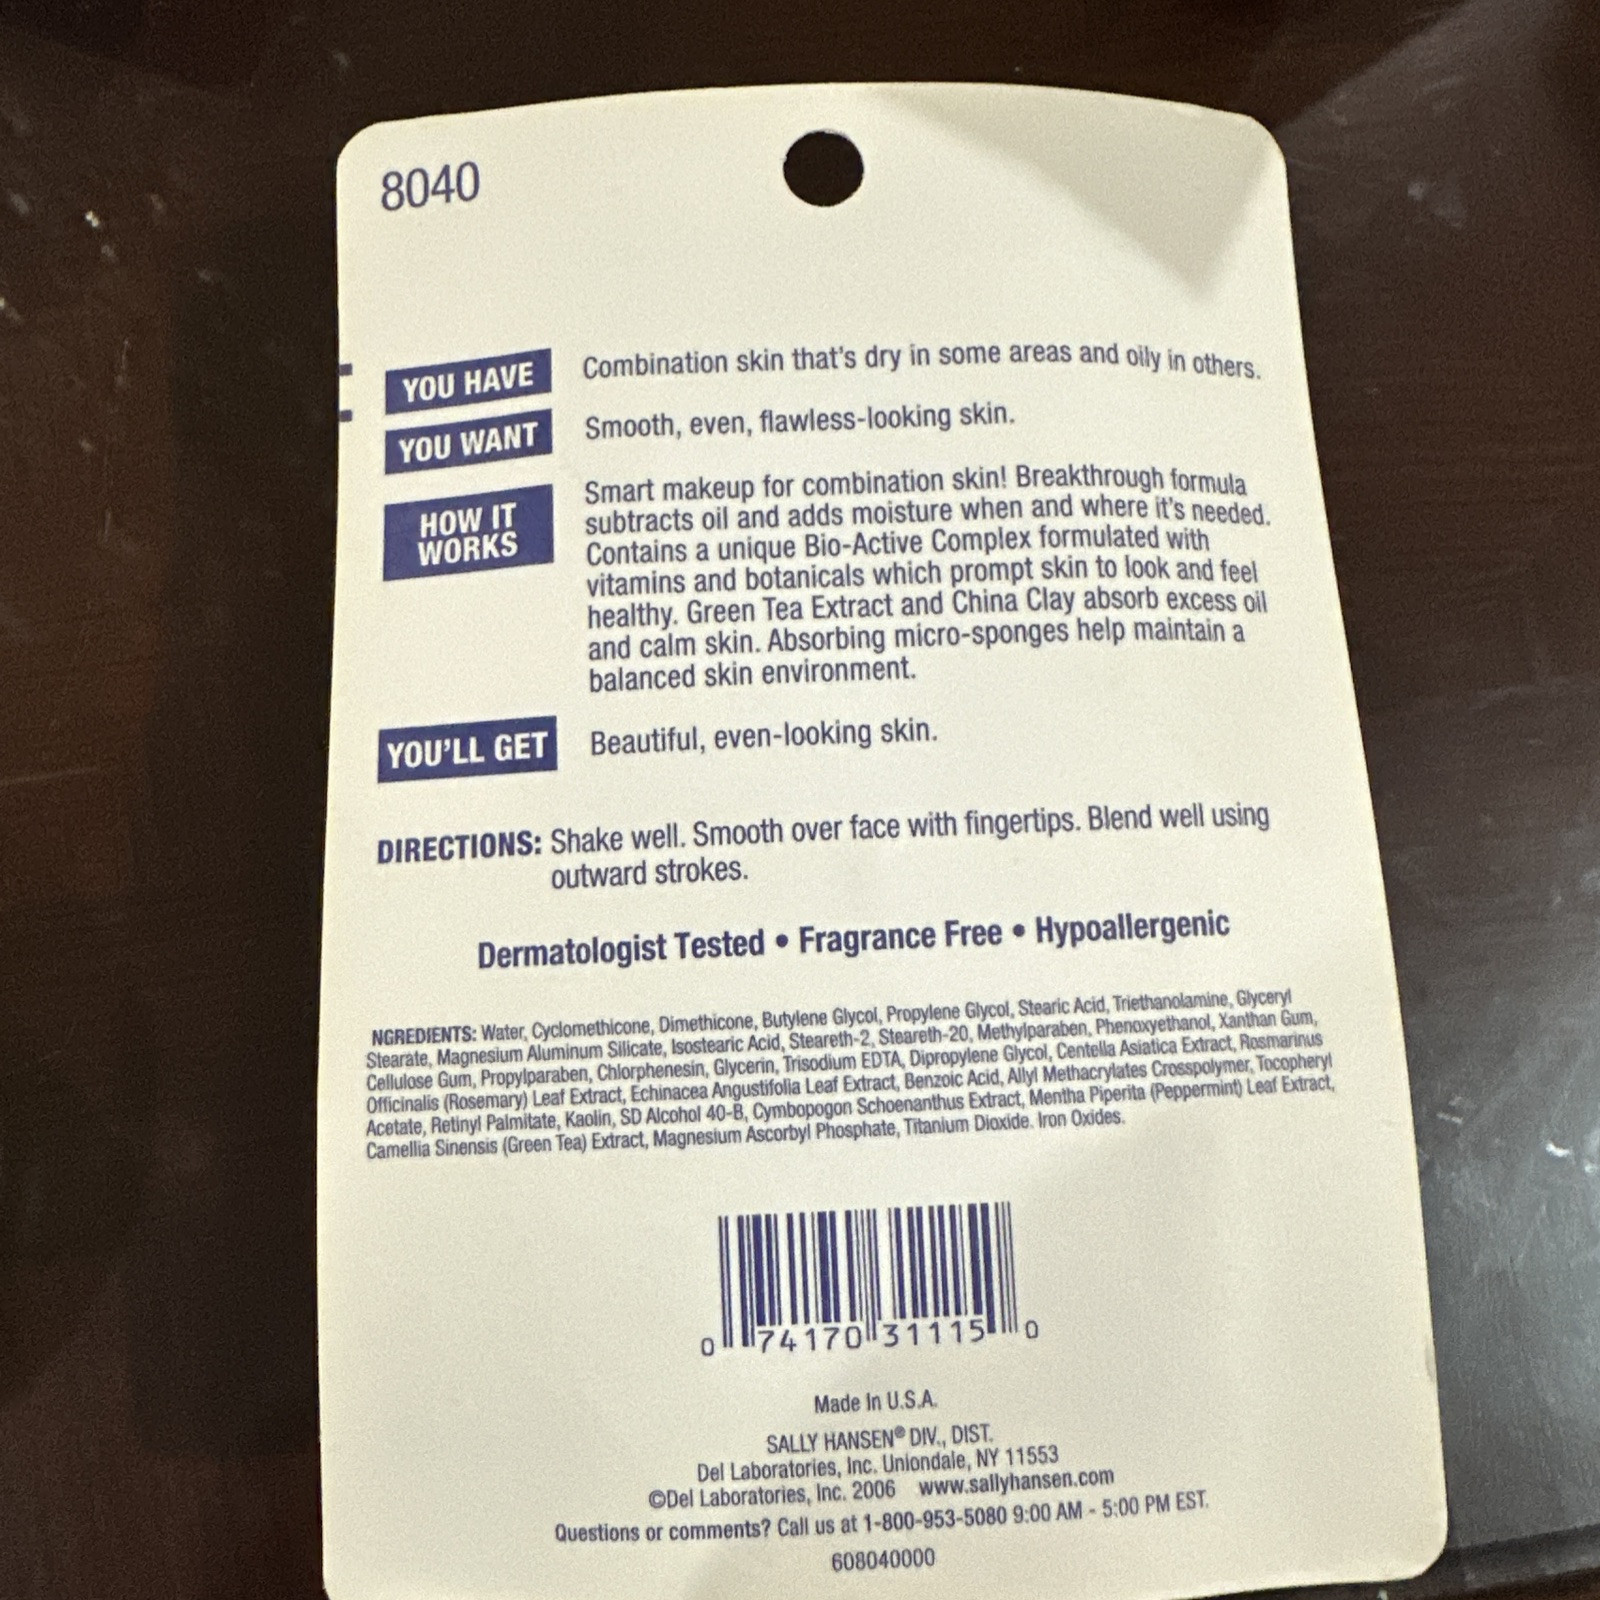 8040
YOU HAVE
Combination skin that's dry in some areas and oily in others.
YOU WANT
Smooth, even, flawless-looking skin.
HOW IT
WORKS
Smart makeup for combination skin! Breakthrough formula
subtracts oil and adds moisture when and where it's needed.
Contains a unique Bio-Active Complex formulated with
vitamins and botanicals which prompt skin to look and feel
healthy. Green Tea Extract and China Clay absorb excess oil
and calm skin. Absorbing micro-sponges help maintain a
balanced skin environment.
YOU'LL GET
Beautiful, even-looking skin.
DIRECTIONS: Shake well. Smooth over face with fingertips. Blend well using
outward strokes.
Dermatologist Tested • Fragrance Free • Hypoallergenic
NGREDIENTS: Water, Cyclomethicone, Dimethicone, Butylene Glycol, Propylene Glycol, Stearic Acid, Triethanolamine, Glyceryl
Stearate, Magnesium Aluminum Silicate, Isostearic Acid, Steareth-2, Steareth-20, Methylparaben, Phenoxyethanol, Xanthan Gum,
Cellulose Gum, Propylparaben, Chlorphenesin, Glycerin, Trisodium EDTA, Dipropylene Glycol, Centella Asiatica Extract, Rosmarinus
Officinalis (Rosemary) Leaf Extract, Echinacea Angustifolia Leaf Extract, Benzoic Acid, Allyl Methacrylates Crosspolymer, Tocopheryl
Acetate, Retinyl Palmitate, Kaolin, SD Alcohol 40-B, Cymbopogon Schoenanthus Extract, Mentha Piperita (Peppermint) Leaf Extract,
Camellia Sinensis (Green Tea) Extract, Magnesium Ascorbyl Phosphate, Titanium Dioxide. Iron Oxides.
0 74170 31115 0
Made In U.S.A.
SALLY HANSEN® DIV., DIST.
Del Laboratories, Inc. Uniondale, NY 11553
©Del Laboratories, Inc. 2006 www.sallyhansen.com
Questions or comments? Call us at 1-800-953-5080 9:00 AM - 5:00 PM EST.
608040000